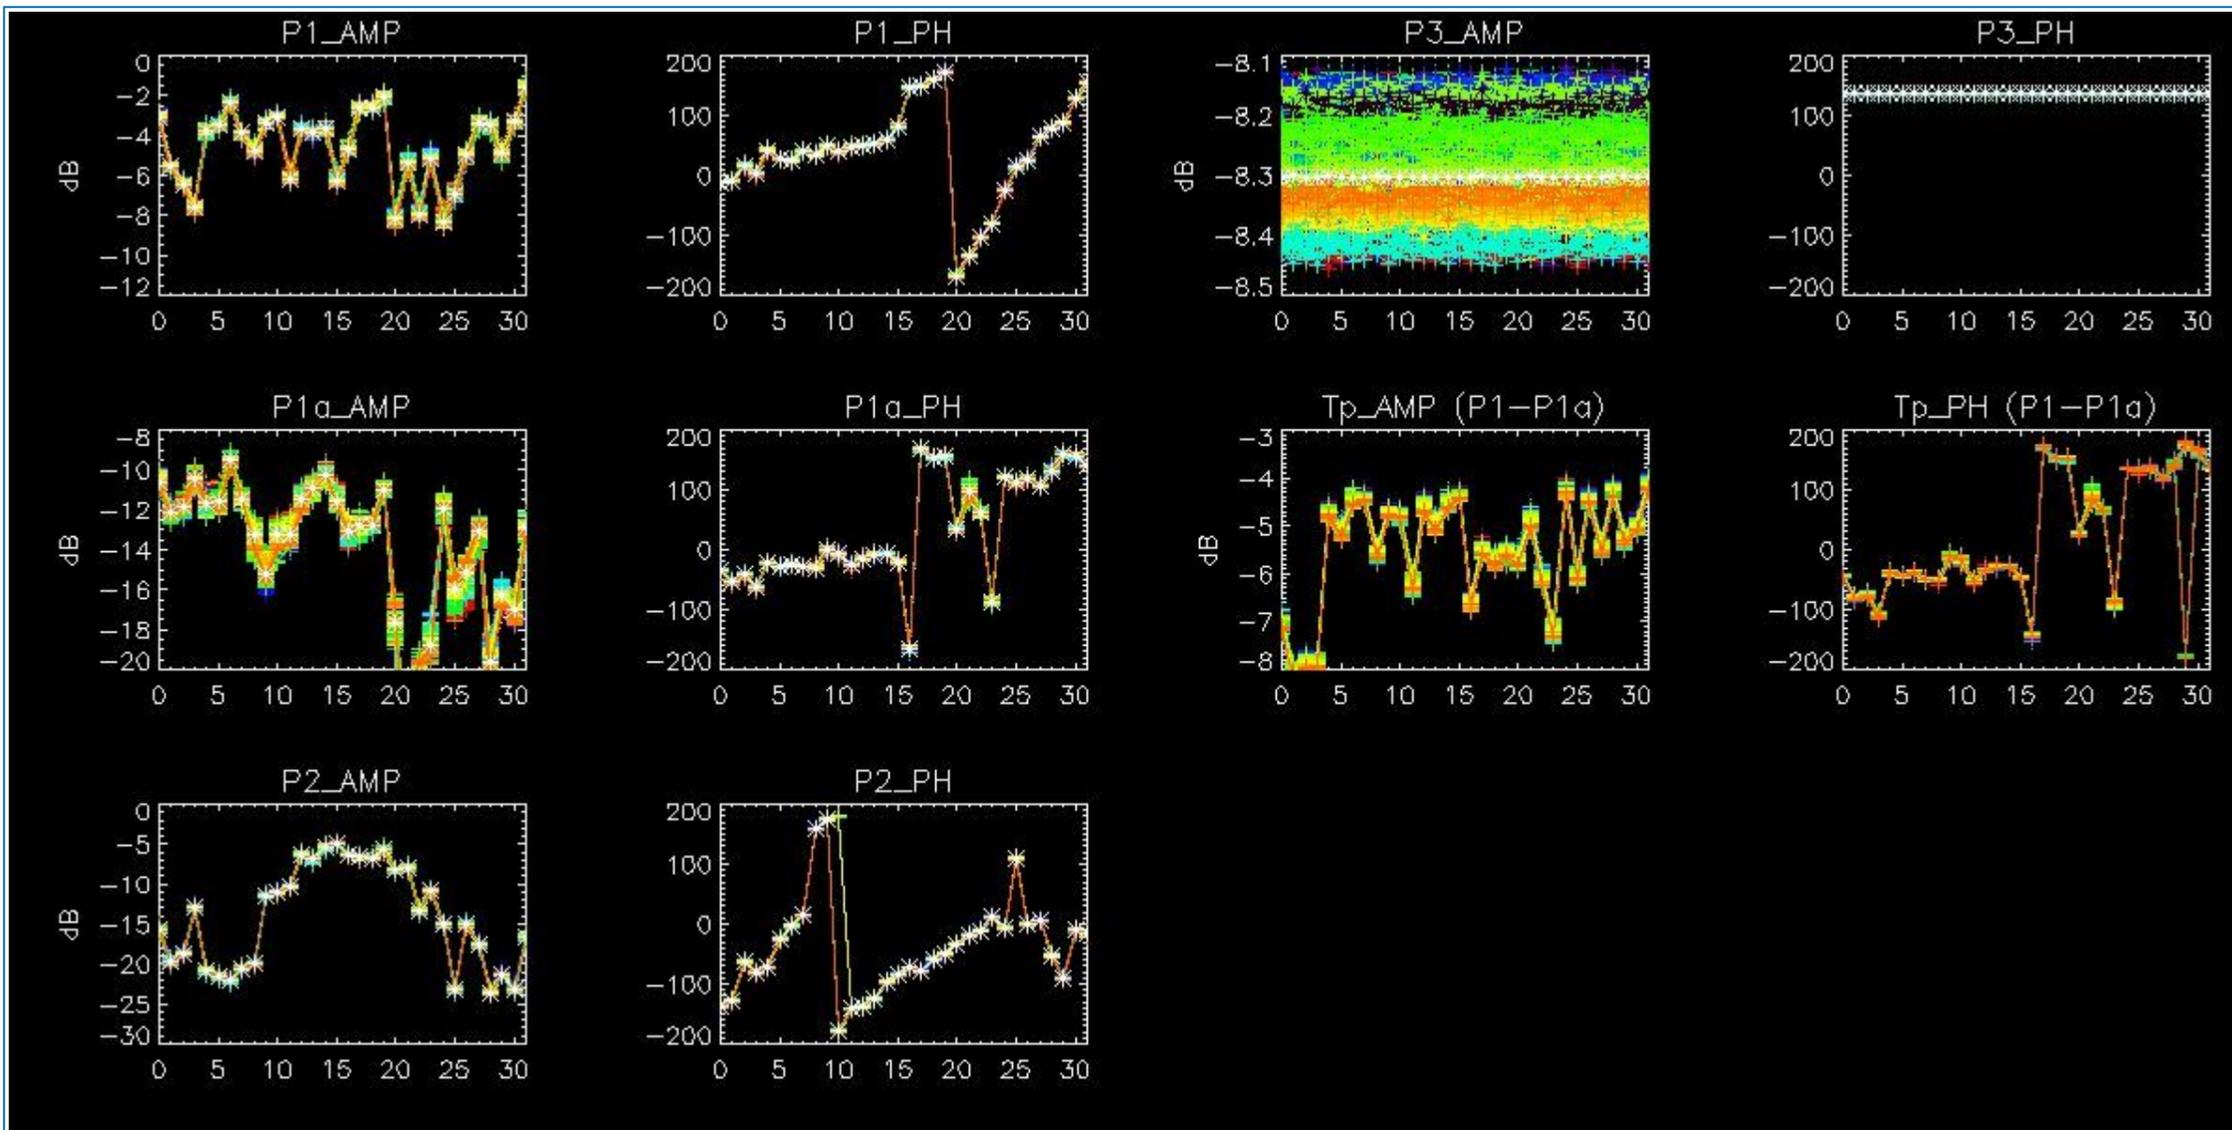 P1_AMP P1_PH P3_AMP P3_PH
0 200 -8.1 200
-2 100 -8.2 100
-4
dB -6 0 dB -8.3 0
-8 -100 -8.4 -100
-10
-12 -200 -8.5 -200
0 5 10 15 20 25 30 0 5 10 15 20 25 30 0 5 10 15 20 25 30 0 5 10 15 20 25 30
P1a_AMP P1a_PH Tp_AMP (P1-P1a) Tp_PH (P1-P1a)
-8 200 -3 200
-10 100 -4 100
-12 -5
dB -14 0 dB 0
-16 -100 -6 -100
-18 -7
-20 -200 -8 -200
0 5 10 15 20 25 30 0 5 10 15 20 25 30 0 5 10 15 20 25 30 0 5 10 15 20 25 30
P2_AMP P2_PH
0 200
-5 100
-10
dB -15 0
-20 -100
-25
-30 -200
0 5 10 15 20 25 30 0 5 10 15 20 25 30